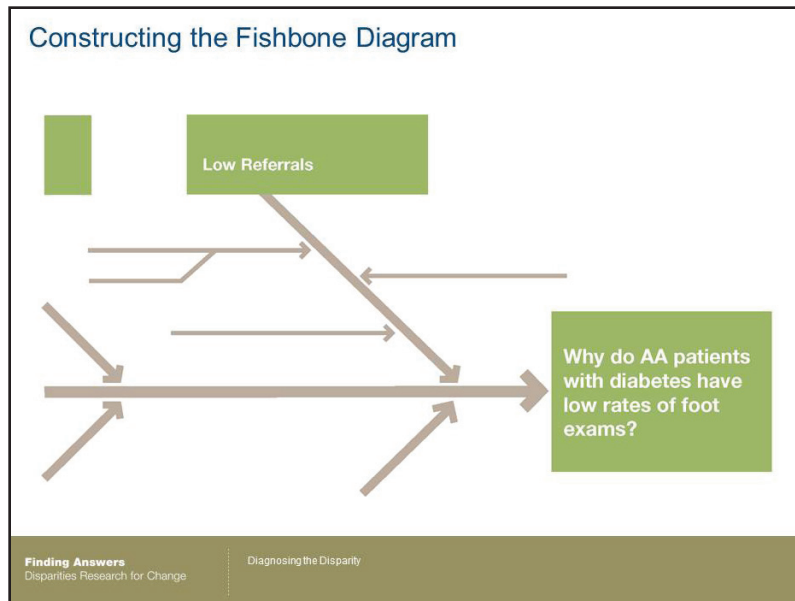 Constructing the Fishbone Diagram
Low Referrals
Why do AA patients
with diabetes have
low rates of foot
exams?
Finding Answers
Disparities Research for Change
Diagnosing the Disparity